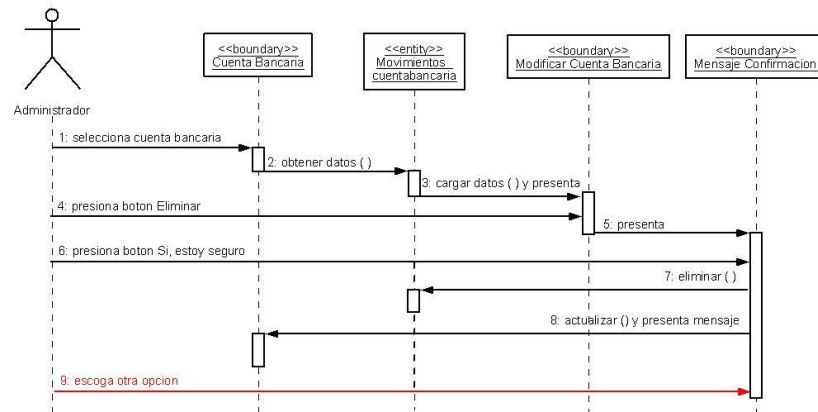 <<boundary>>
Cuenta Bancaria
<<entity>>
Movimientos
cuentabancaria
<<boundary>>
Modificar Cuenta Bancaria
<<boundary>>
Mensaje Confirmacion
Administrador
1: selecciona cuenta bancaria
2: obtener datos ( )
3: cargar datos ( ) y presenta
4: presiona boton Eliminar
5: presenta
6: presiona boton Si, estoy seguro
7: eliminar ( )
8: actualizar () y presenta mensaje
9: escoga otra opcion